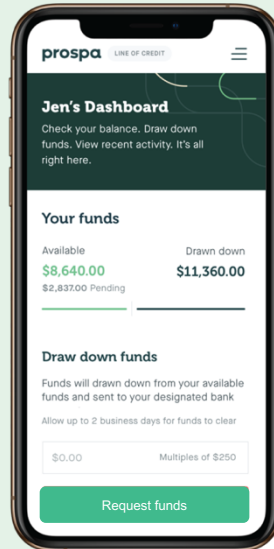 prospa LINE OF CREDIT
Jen's Dashboard
Check your balance. Draw down
funds. View recent activity. It's all
right here.
Your funds
Available Drawn down
$8,640.00 $11,360.00
$2,837.00 Pending
Draw down funds
Funds will drawn down from your available
funds and sent to your designated bank
Allow up to 2 business days for funds to clear
$0.00 Multiples of $250
Request funds